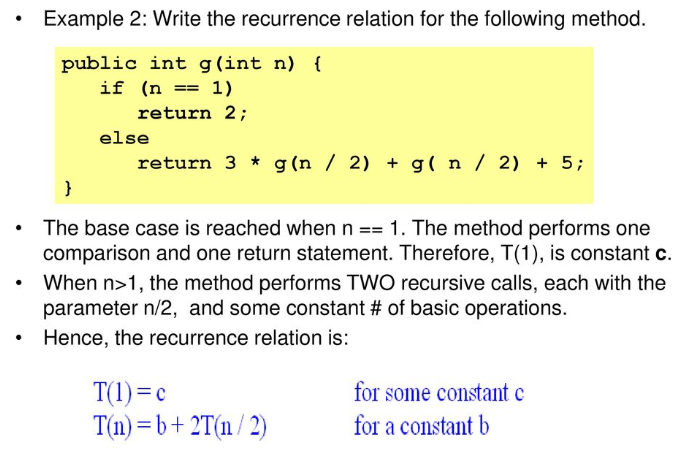 • Example 2: Write the recurrence relation for the following method.
public int g(int n) {
if (n == 1)
return 2;
else
return 3 * g(n / 2) + g( n / 2) + 5;
}
• The base case is reached when n == 1. The method performs one
comparison and one return statement. Therefore, T(1), is constant c.
• When n>1, the method performs TWO recursive calls, each with the
parameter n/2, and some constant # of basic operations.
• Hence, the recurrence relation is:
T(1) = c for some constant c
T(n) = b + 2T(n / 2) for a constant b